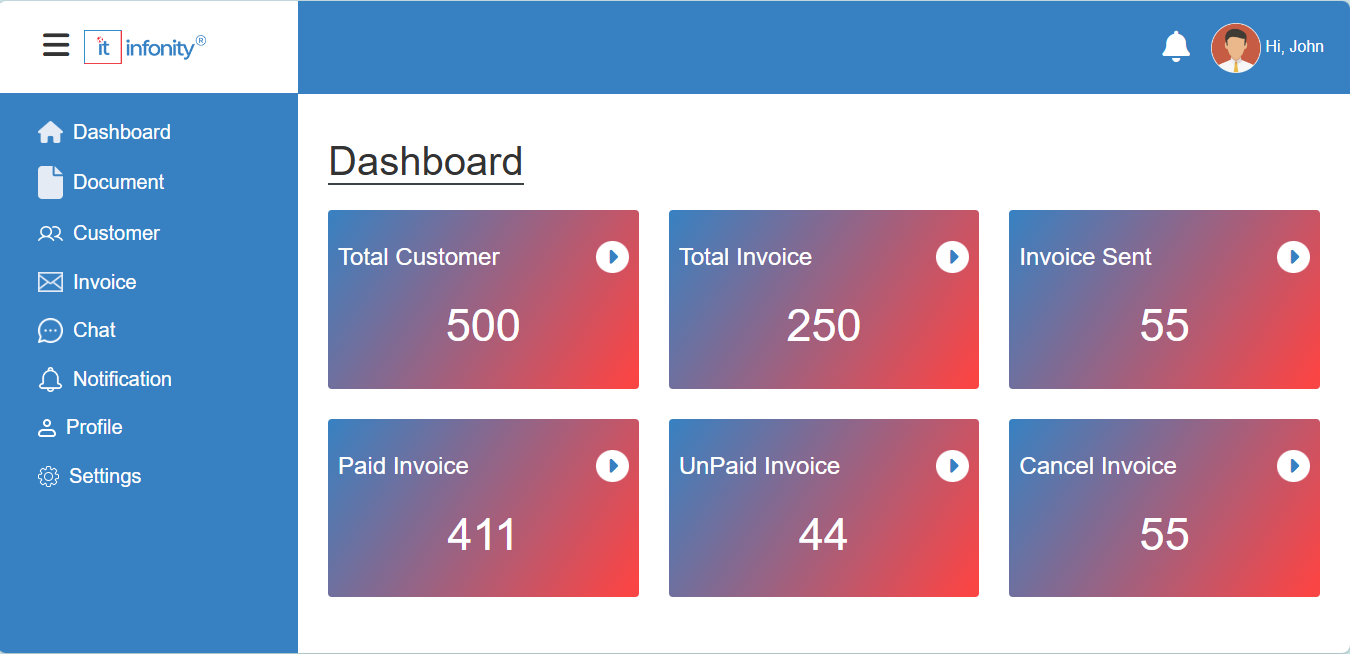 it infonity®
Hi, John
Dashboard
Document
Customer
Invoice
Chat
Notification
Profile
Settings
Dashboard
Total Customer
500
Total Invoice
250
Invoice Sent
55
Paid Invoice
411
UnPaid Invoice
44
Cancel Invoice
55